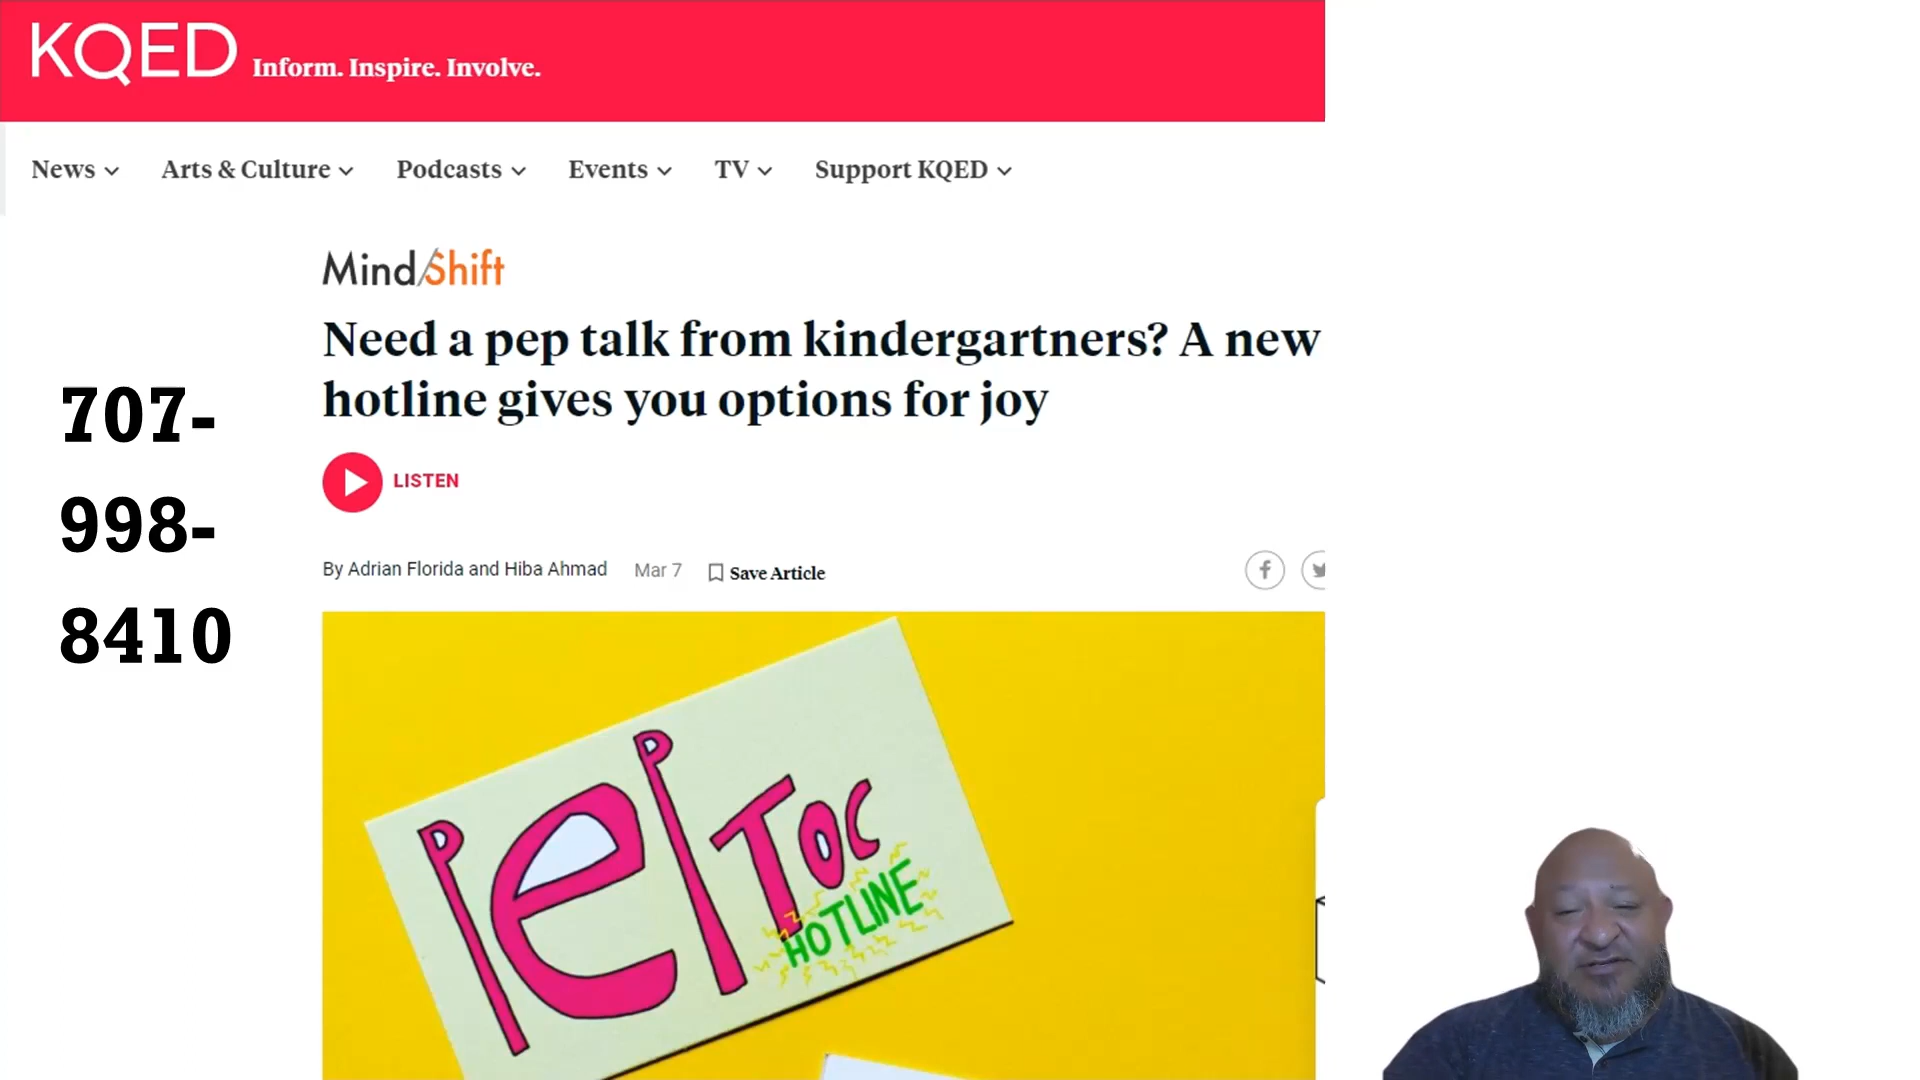 KQED Inform. Inspire. Involve.
News Arts & Culture Podcasts Events TV Support KQED
Mind/Shift
Need a pep talk from kindergartners? A new
hotline gives you options for joy
LISTEN
By Adrian Florida and Hiba Ahmad Mar 7 Save Article
707-
998-
8410
PEP TOC
HOTLINE